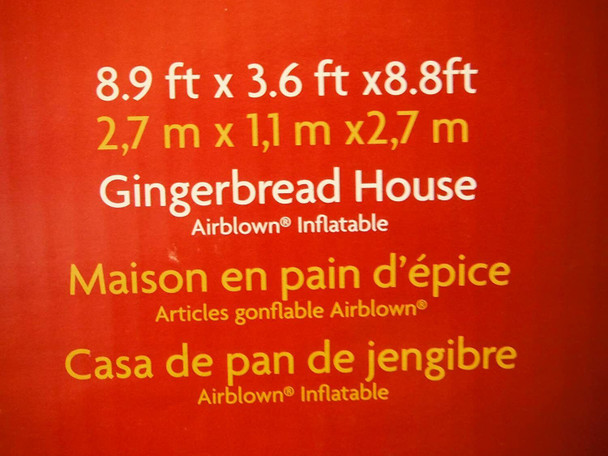 8.9 ft x 3.6 ft x8.8ft
2,7 m x 1,1 m x2,7 m
Gingerbread House
Airblown® Inflatable
Maison en pain d'épice
Articles gonflable Airblown®
Casa de pan de jengibre
Airblown® Inflatable